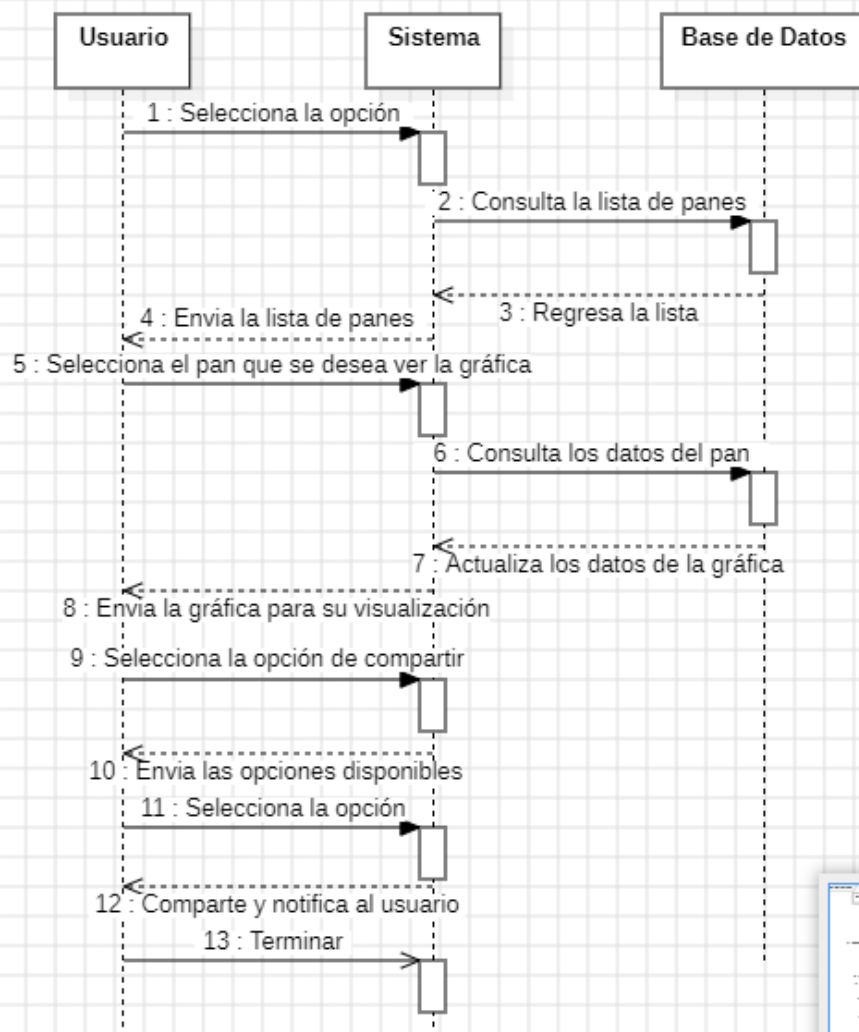 Usuario
Sistema
Base de Datos
1 : Selecciona la opción
2 : Consulta la lista de panes
3 : Regresa la lista
4 : Envia la lista de panes
5 : Selecciona el pan que se desea ver la gráfica
6 : Consulta los datos del pan
7 : Actualiza los datos de la gráfica
8 : Envia la gráfica para su visualización
9 : Selecciona la opción de compartir
10 : Envia las opciones disponibles
11 : Selecciona la opción
12 : Comparte y notifica al usuario
13 : Terminar